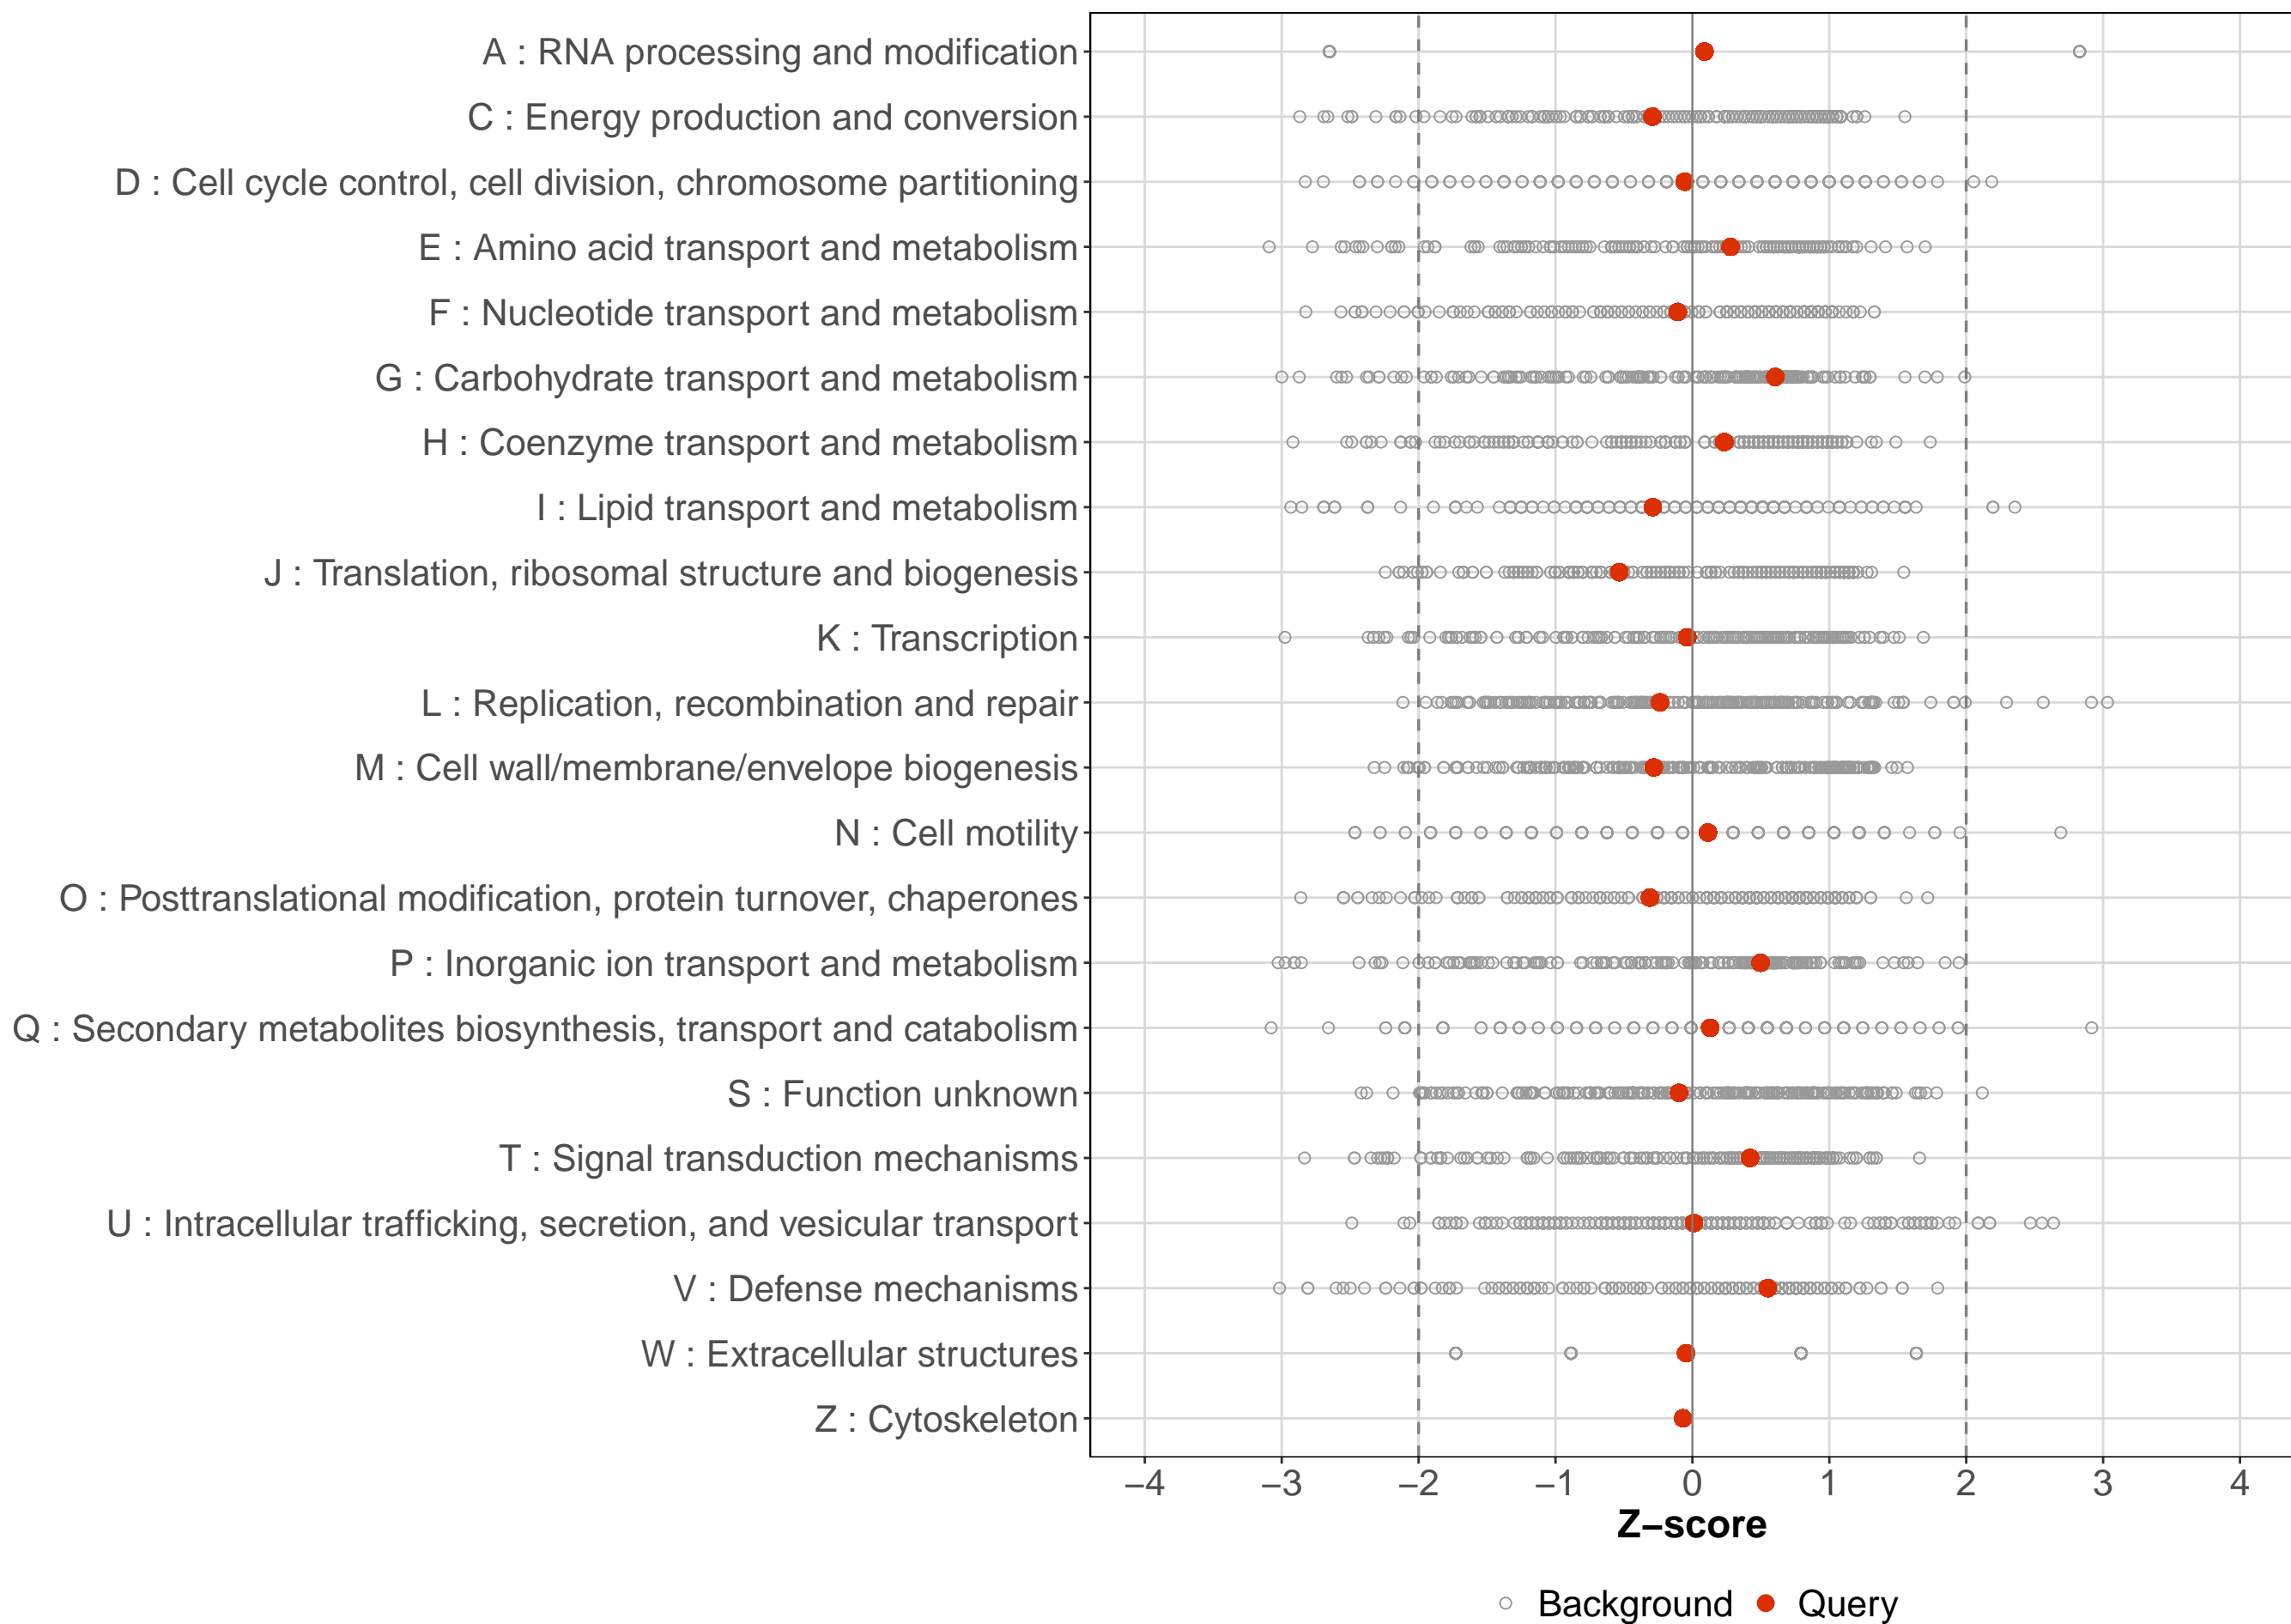 A : RNA processing and modification
C : Energy production and conversion
D : Cell cycle control, cell division, chromosome partitioning
E : Amino acid transport and metabolism
F : Nucleotide transport and metabolism
G : Carbohydrate transport and metabolism
H : Coenzyme transport and metabolism
I : Lipid transport and metabolism
J : Translation, ribosomal structure and biogenesis
K : Transcription
L : Replication, recombination and repair
M : Cell wall/membrane/envelope biogenesis
N : Cell motility
O : Posttranslational modification, protein turnover, chaperones
P : Inorganic ion transport and metabolism
Q : Secondary metabolites biosynthesis, transport and catabolism
S : Function unknown
T : Signal transduction mechanisms
U : Intracellular trafficking, secretion, and vesicular transport
V : Defense mechanisms
W : Extracellular structures
Z : Cytoskeleton
−4 −3 −2 −1 0 1 2 3 4
Z−score
Background Query